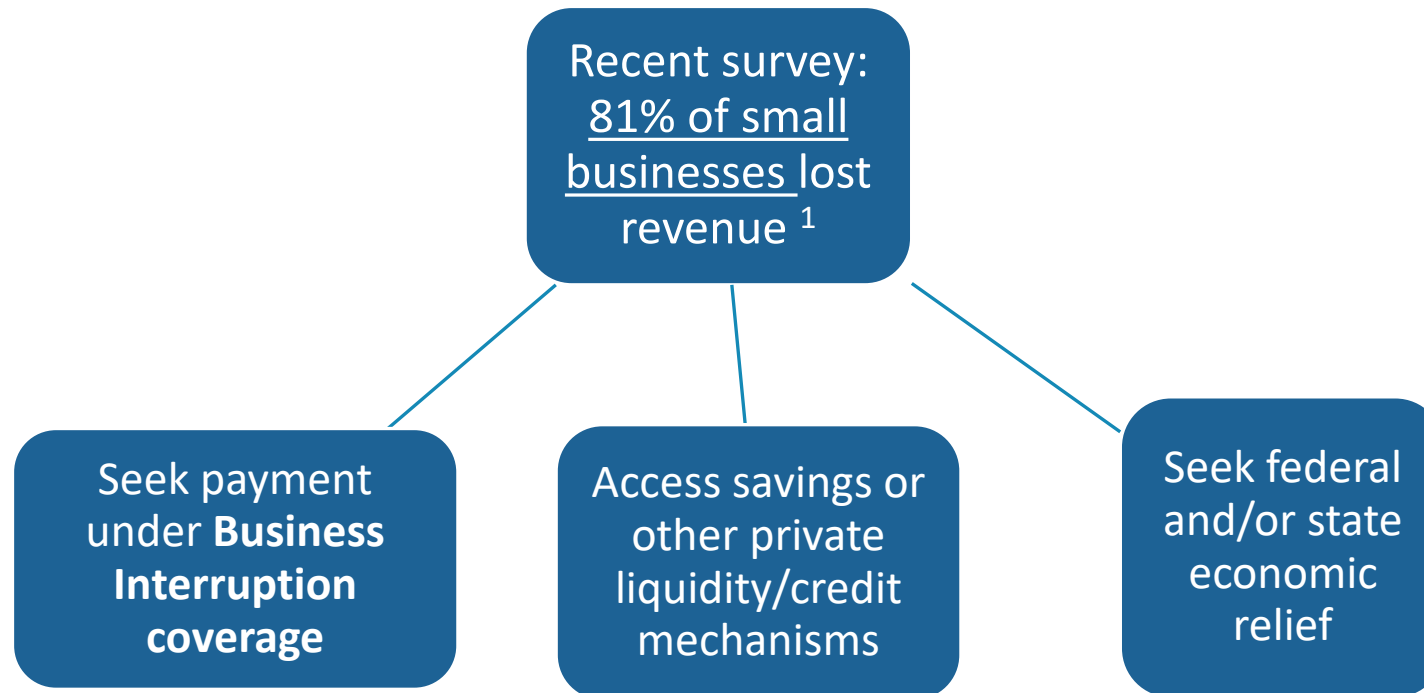 Recent survey:
81% of small
businesses lost
revenue ¹
Seek payment
under Business
Interruption
coverage
Access savings or
other private
liquidity/credit
mechanisms
Seek federal
and/or state
economic
relief